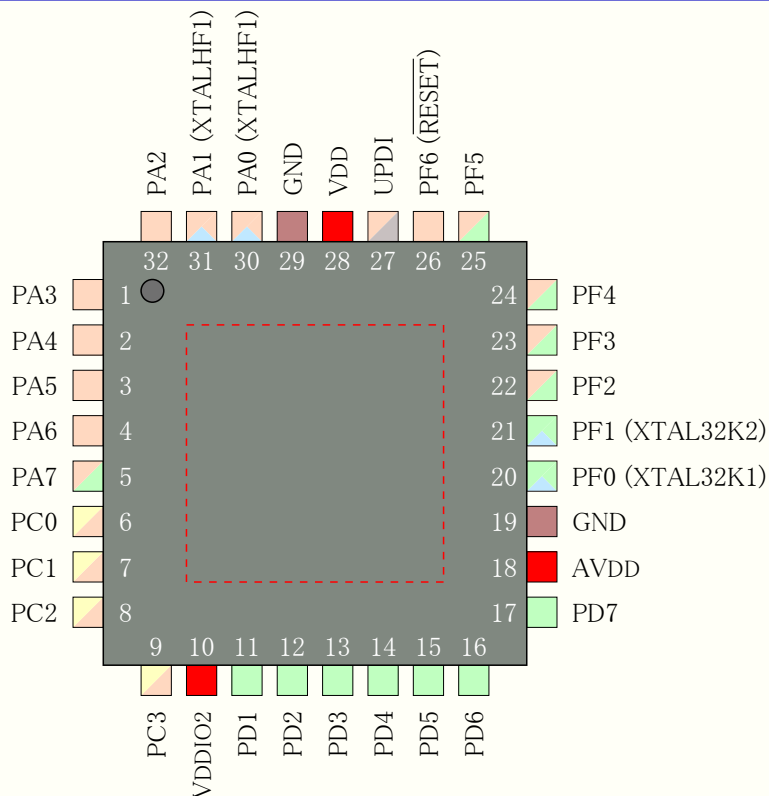 PA2
PA1 (XTALHF1)
PA0 (XTALHF1)
GND
VDD
UPDI
PF6 (RESET)
PF5
32
31
30
29
28
27
26
25
PA3
1
24
PF4
PA4
2
23
PF3
PA5
3
22
PF2
PA6
4
21
PF1 (XTAL32K2)
PA7
5
20
PF0 (XTAL32K1)
PC0
6
19
GND
PC1
7
18
AVDD
PC2
8
17
PD7
9
10
11
12
13
14
15
16
PC3
VDDIO2
PD1
PD2
PD3
PD4
PD5
PD6